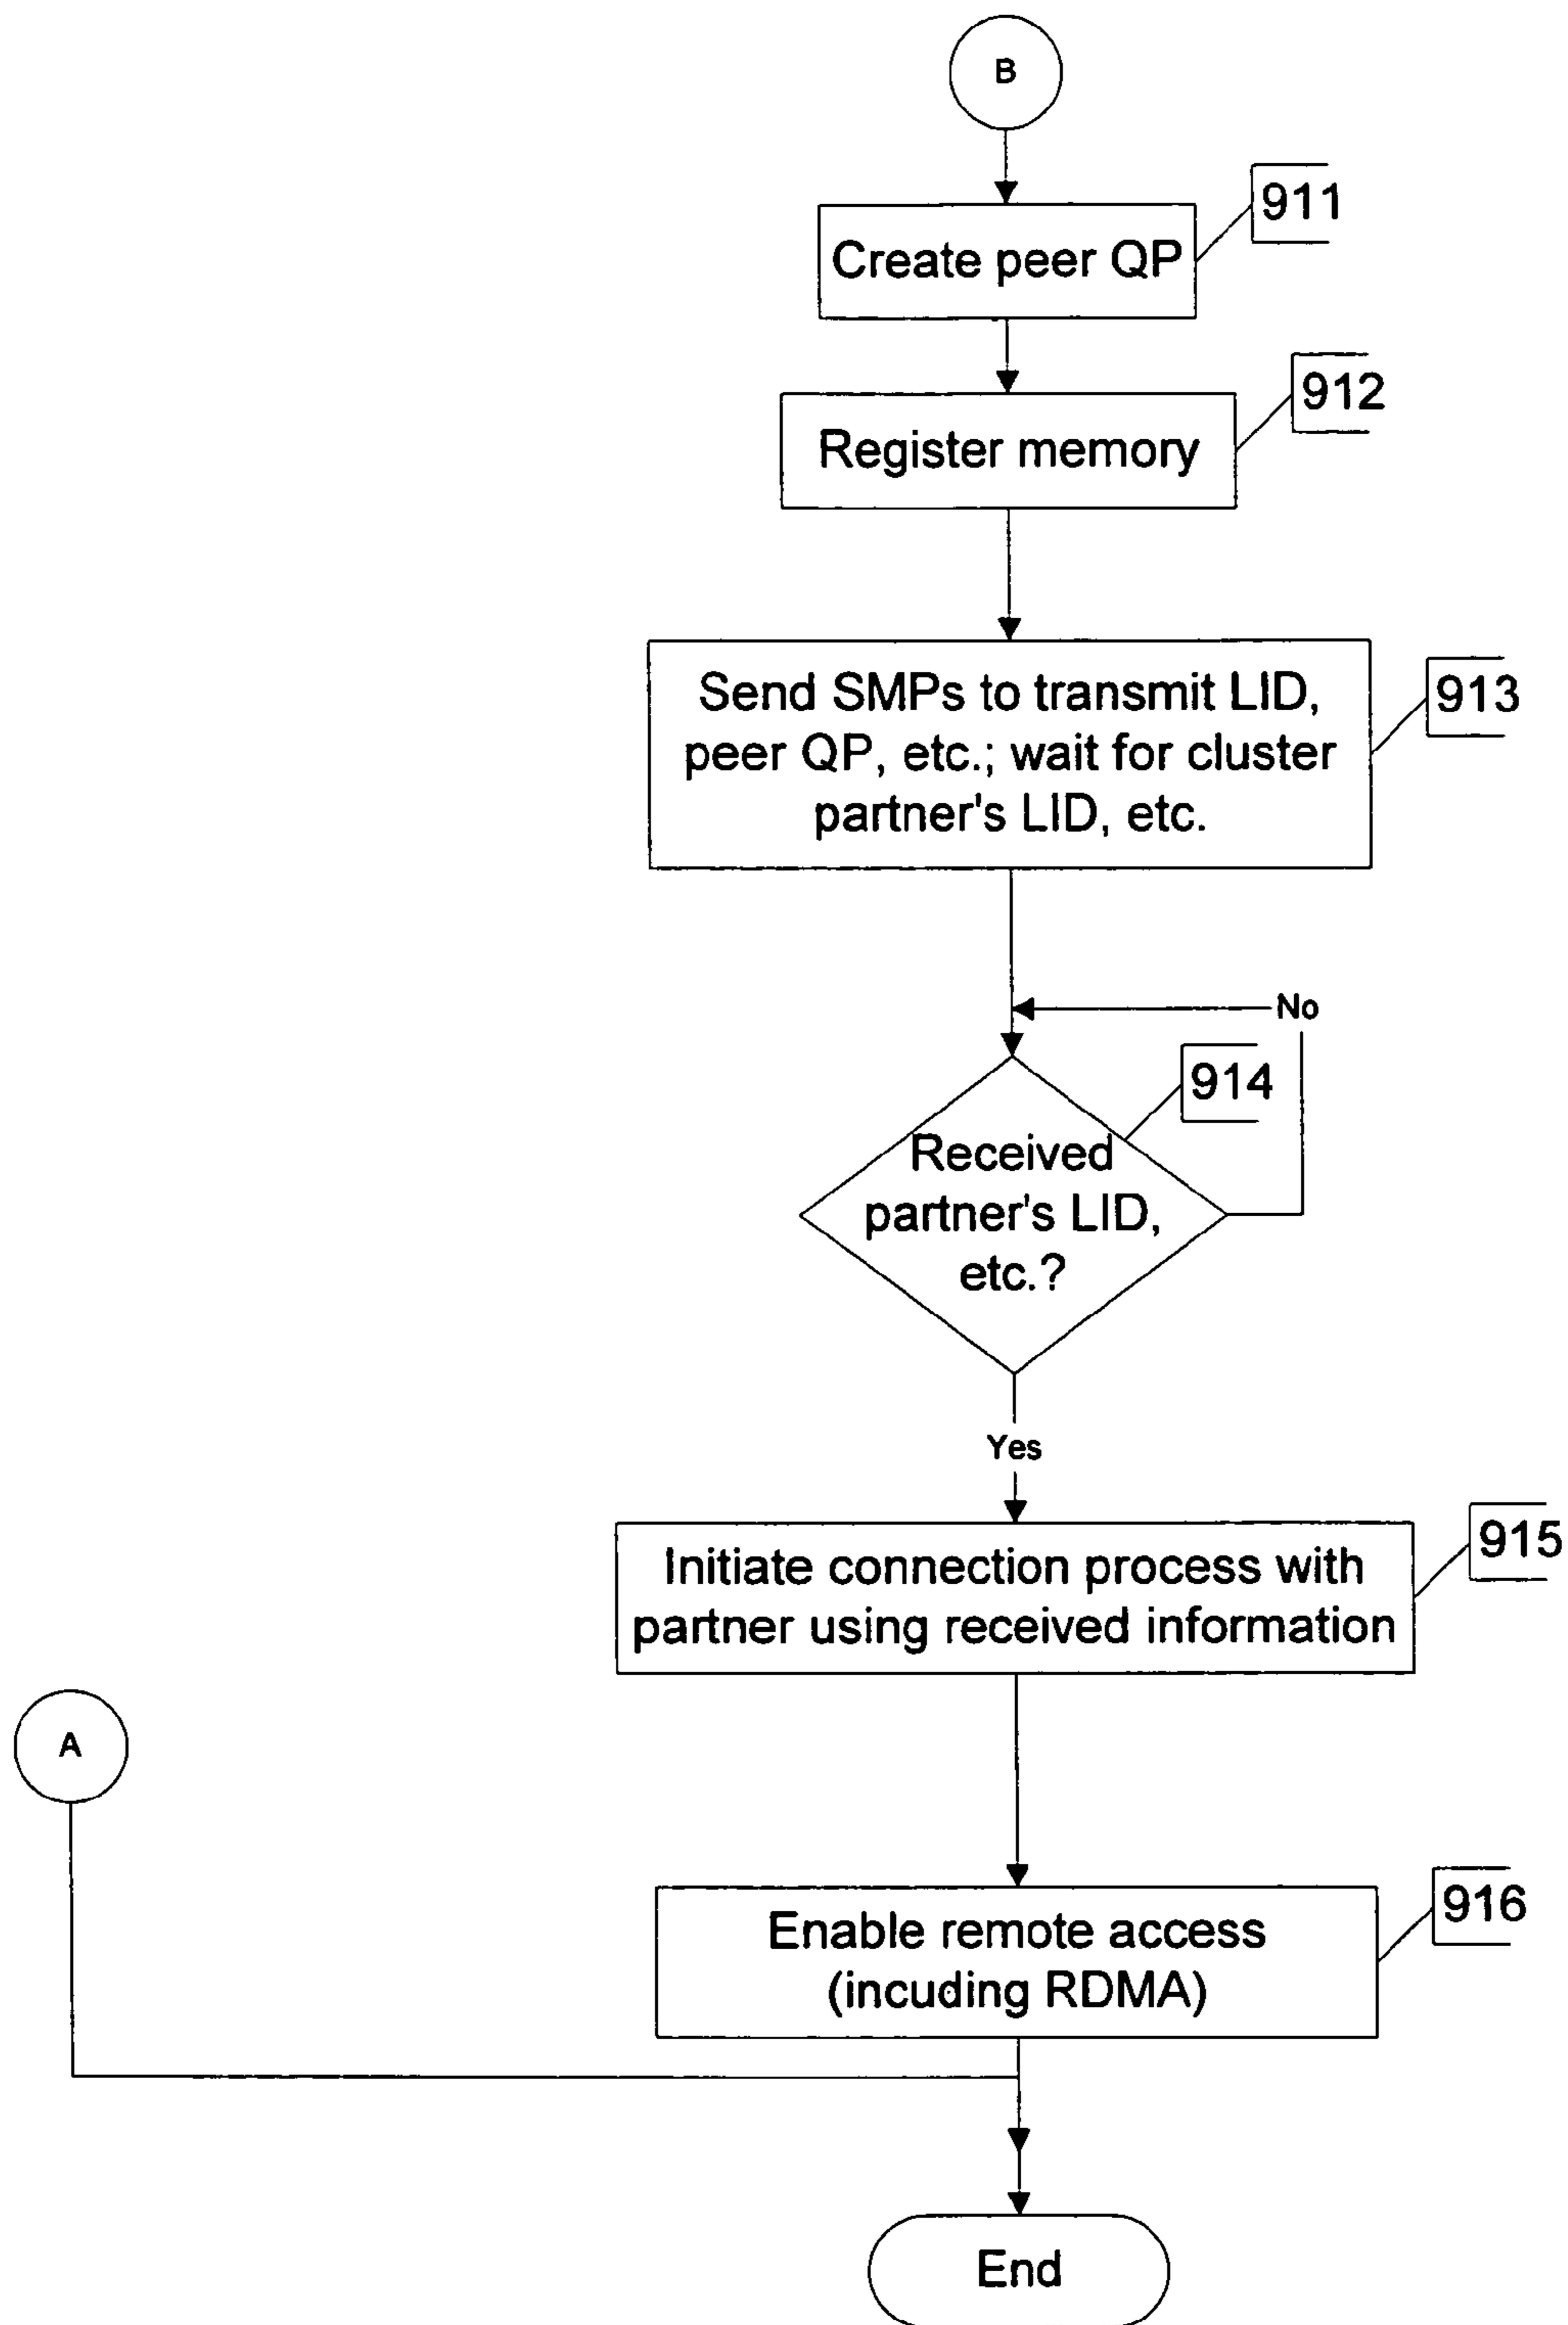 B
911
Create peer QP
912
Register memory
913
Send SMPs to transmit LID,
peer QP, etc.; wait for cluster
partner's LID, etc.
No
914
Received
partner's LID,
etc.?
Yes
915
Initiate connection process with
partner using received information
A
916
Enable remote access
(incuding RDMA)
End